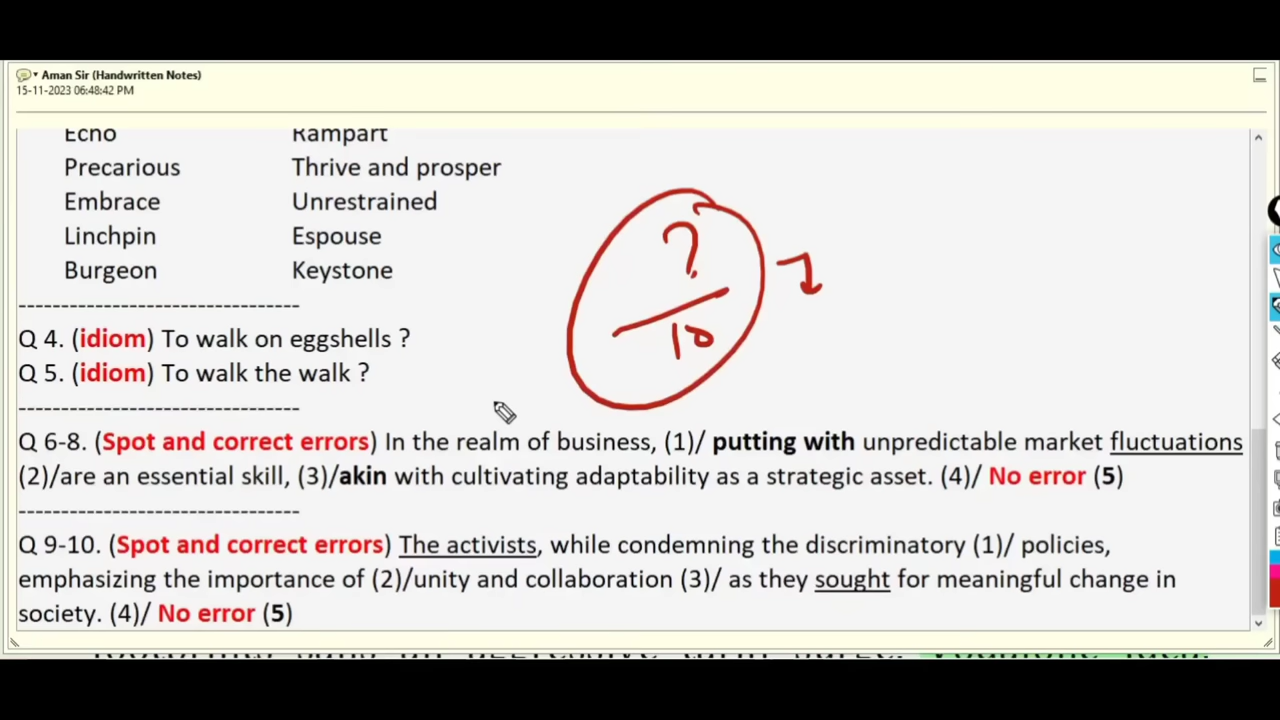 Aman Sir (Handwritten Notes)
15-11-2023 06:48:42 PM
Echo Rampart
Precarious Thrive and prosper
Embrace Unrestrained
Linchpin Espouse
Burgeon Keystone
-------------------------------
Q 4. (idiom) To walk on eggshells ?
Q 5. (idiom) To walk the walk ?
-------------------------------
Q 6-8. (Spot and correct errors) In the realm of business, (1)/ putting with unpredictable market fluctuations
(2)/are an essential skill, (3)/akin with cultivating adaptability as a strategic asset. (4)/ No error (5)
-------------------------------
Q 9-10. (Spot and correct errors) The activists, while condemning the discriminatory (1)/ policies,
emphasizing the importance of (2)/unity and collaboration (3)/ as they sought for meaningful change in
society. (4)/ No error (5)
?
10